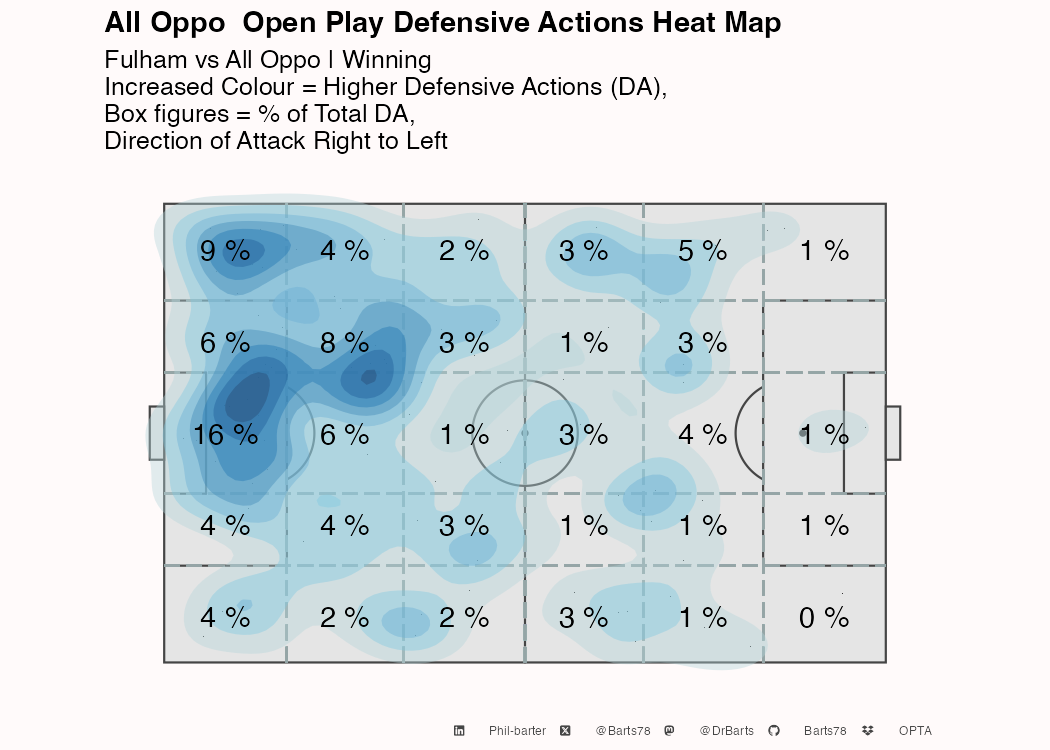 All Oppo  Open Play Defensive Actions Heat Map
Fulham vs All Oppo | Winning
Increased Colour = Higher Defensive Actions (DA),
Box figures = % of Total DA,
Direction of Attack Right to Left
9 % 4 % 2 % 3 % 5 % 1 %
6 % 8 % 3 % 1 % 3 %
16 % 6 % 1 % 3 % 4 % 1 %
4 % 4 % 3 % 1 % 1 % 1 %
4 % 2 % 2 % 3 % 1 % 0 %
Phil-barter @Barts78 @DrBarts Barts78 OPTA